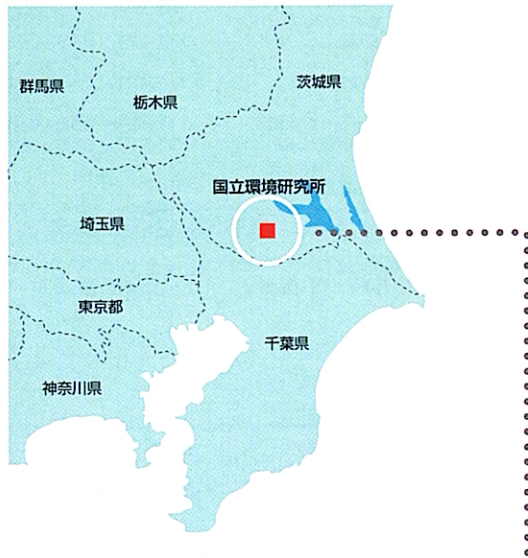 群馬県
栃木県
茨城県
国立環境研究所
埼玉県
東京都
千葉県
神奈川県